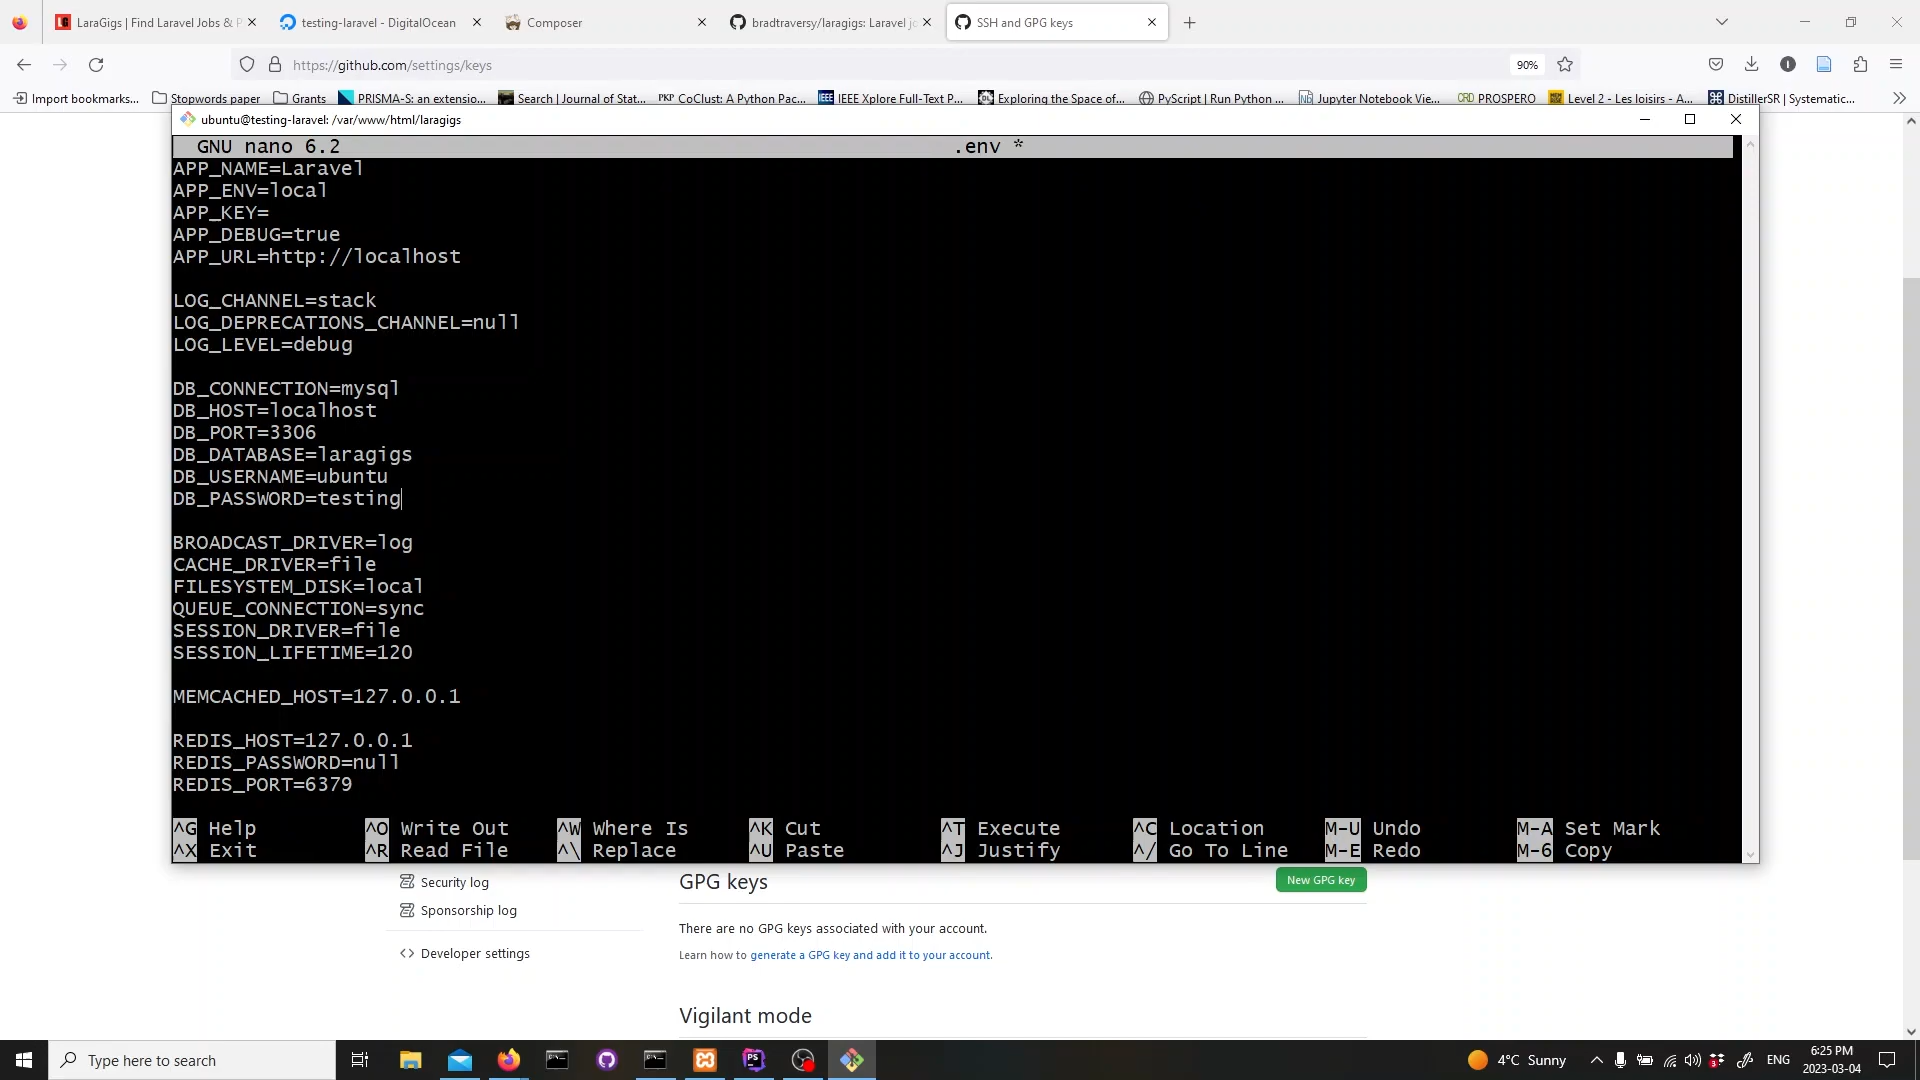 LaraGigs | Find Laravel Jobs & P
testing-laravel - DigitalOcean
Composer
bradtraversy/laragigs: Laravel jo
SSH and GPG keys
https://github.com/settings/keys
90%
Import bookmarks...
Stopwords paper
Grants
PRISMA-S: an extensio...
Search | Journal of Stat...
PKP CoClust: A Python Pac...
IEEE IEEE Xplore Full-Text P...
Exploring the Space of...
PyScript | Run Python ...
Nb Jupyter Notebook Vie...
CRD PROSPERO
Level 2 - Les loisirs - A...
DistillerSR | Systematic...
ubuntu@testing-laravel: /var/www/html/laragigs
GNU nano 6.2
.env *
APP_NAME=Laravel
APP_ENV=local
APP_KEY=
APP_DEBUG=true
APP_URL=http://localhost
LOG_CHANNEL=stack
LOG_DEPRECATIONS_CHANNEL=null
LOG_LEVEL=debug
DB_CONNECTION=mysql
DB_HOST=localhost
DB_PORT=3306
DB_DATABASE=laragigs
DB_USERNAME=ubuntu
DB_PASSWORD=testing
BROADCAST_DRIVER=log
CACHE_DRIVER=file
FILESYSTEM_DISK=local
QUEUE_CONNECTION=sync
SESSION_DRIVER=file
SESSION_LIFETIME=120
MEMCACHED_HOST=127.0.0.1
REDIS_HOST=127.0.0.1
REDIS_PASSWORD=null
REDIS_PORT=6379
^G Help ^O Write Out ^W Where Is ^K Cut ^T Execute ^C Location M-U Undo M-A Set Mark
^X Exit ^R Read File ^\ Replace ^U Paste ^J Justify ^/ Go To Line M-E Redo M-6 Copy
Security log
Sponsorship log
Developer settings
GPG keys
New GPG key
There are no GPG keys associated with your account.
Learn how to generate a GPG key and add it to your account.
Vigilant mode
Type here to search
PS
4°C Sunny
ENG
6:25 PM
2023-03-04